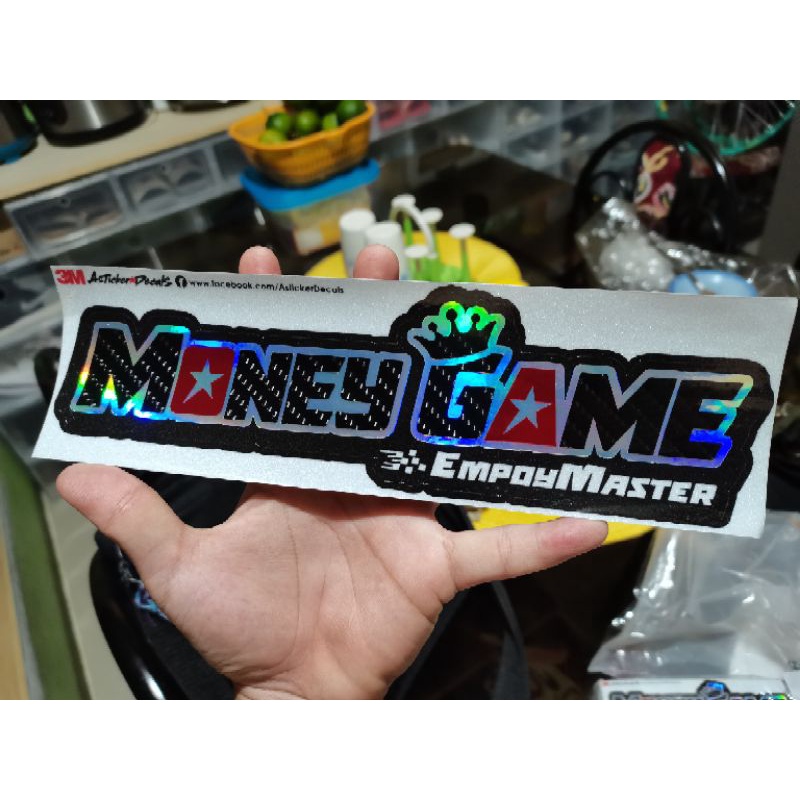 3M AStickerDecals f www.facebook.com/AstickerDecals
MONEY GAME
EMPOYMASTER